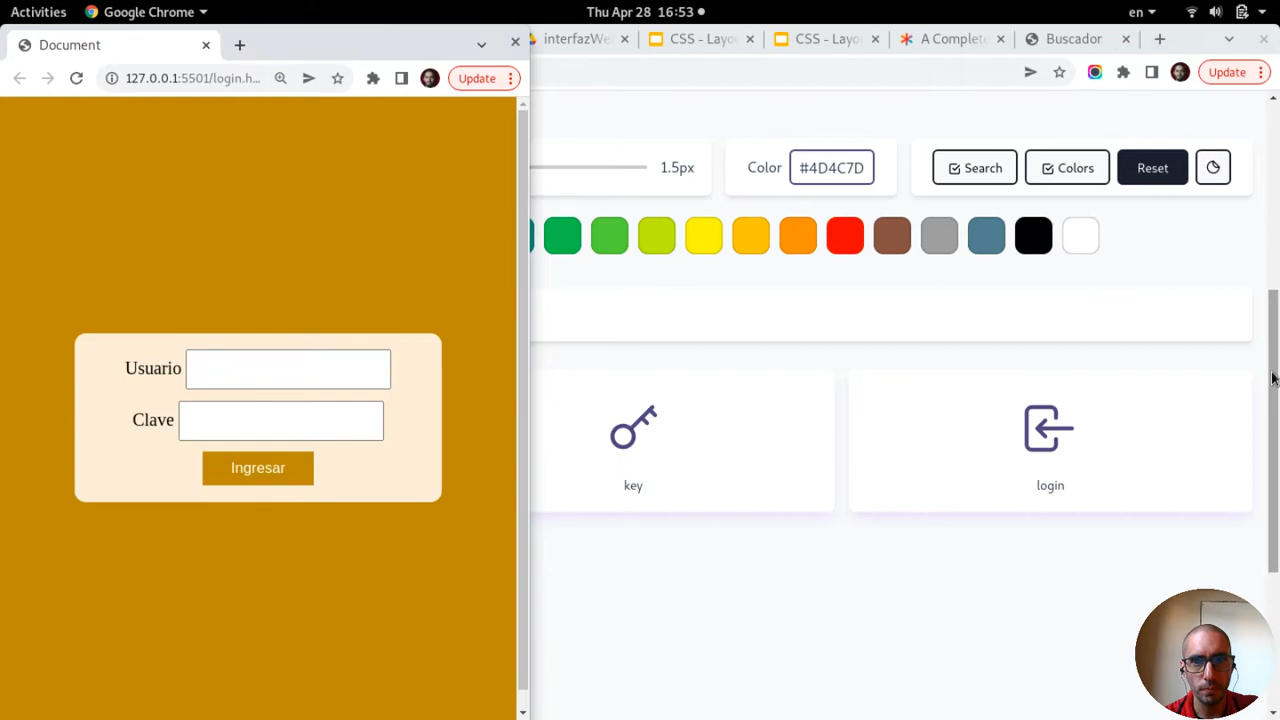 Activities
Google Chrome
Thu Apr 28 16:53
en
Document
127.0.0.1:5501/login.h...
Update
Usuario
Clave
Ingresar
interfazWe
CSS - Layo
CSS - Layo
A Complete
Buscador
Update
1.5px
Color
#4D4C7D
Search
Colors
Reset
key
login